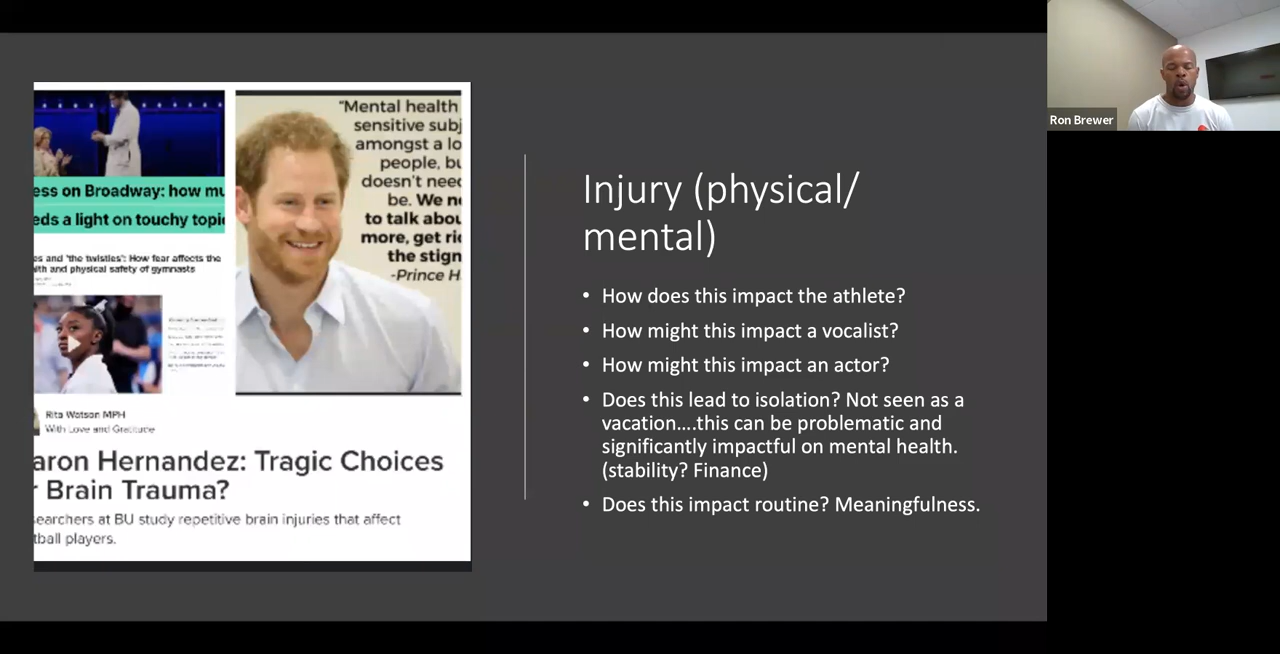 ess on Broadway: how mu
eds a light on touchy topic
es and 'the twisties': How fear affects the
lth and physical safety of gymnasts
Rita Watson MPH
With Love and Gratitude
aron Hernandez: Tragic Choices
r Brain Trauma?
searchers at BU study repetitive brain injuries that affect
tball players.
"Mental health
sensitive subj
amongst a lo
people, bu
doesn't need
be. We ne
to talk abou
more, get ric
the stign
-Prince H
Injury (physical/
mental)
• How does this impact the athlete?
• How might this impact a vocalist?
• How might this impact an actor?
• Does this lead to isolation? Not seen as a
vacation....this can be problematic and
significantly impactful on mental health.
(stability? Finance)
• Does this impact routine? Meaningfulness.
Ron Brewer